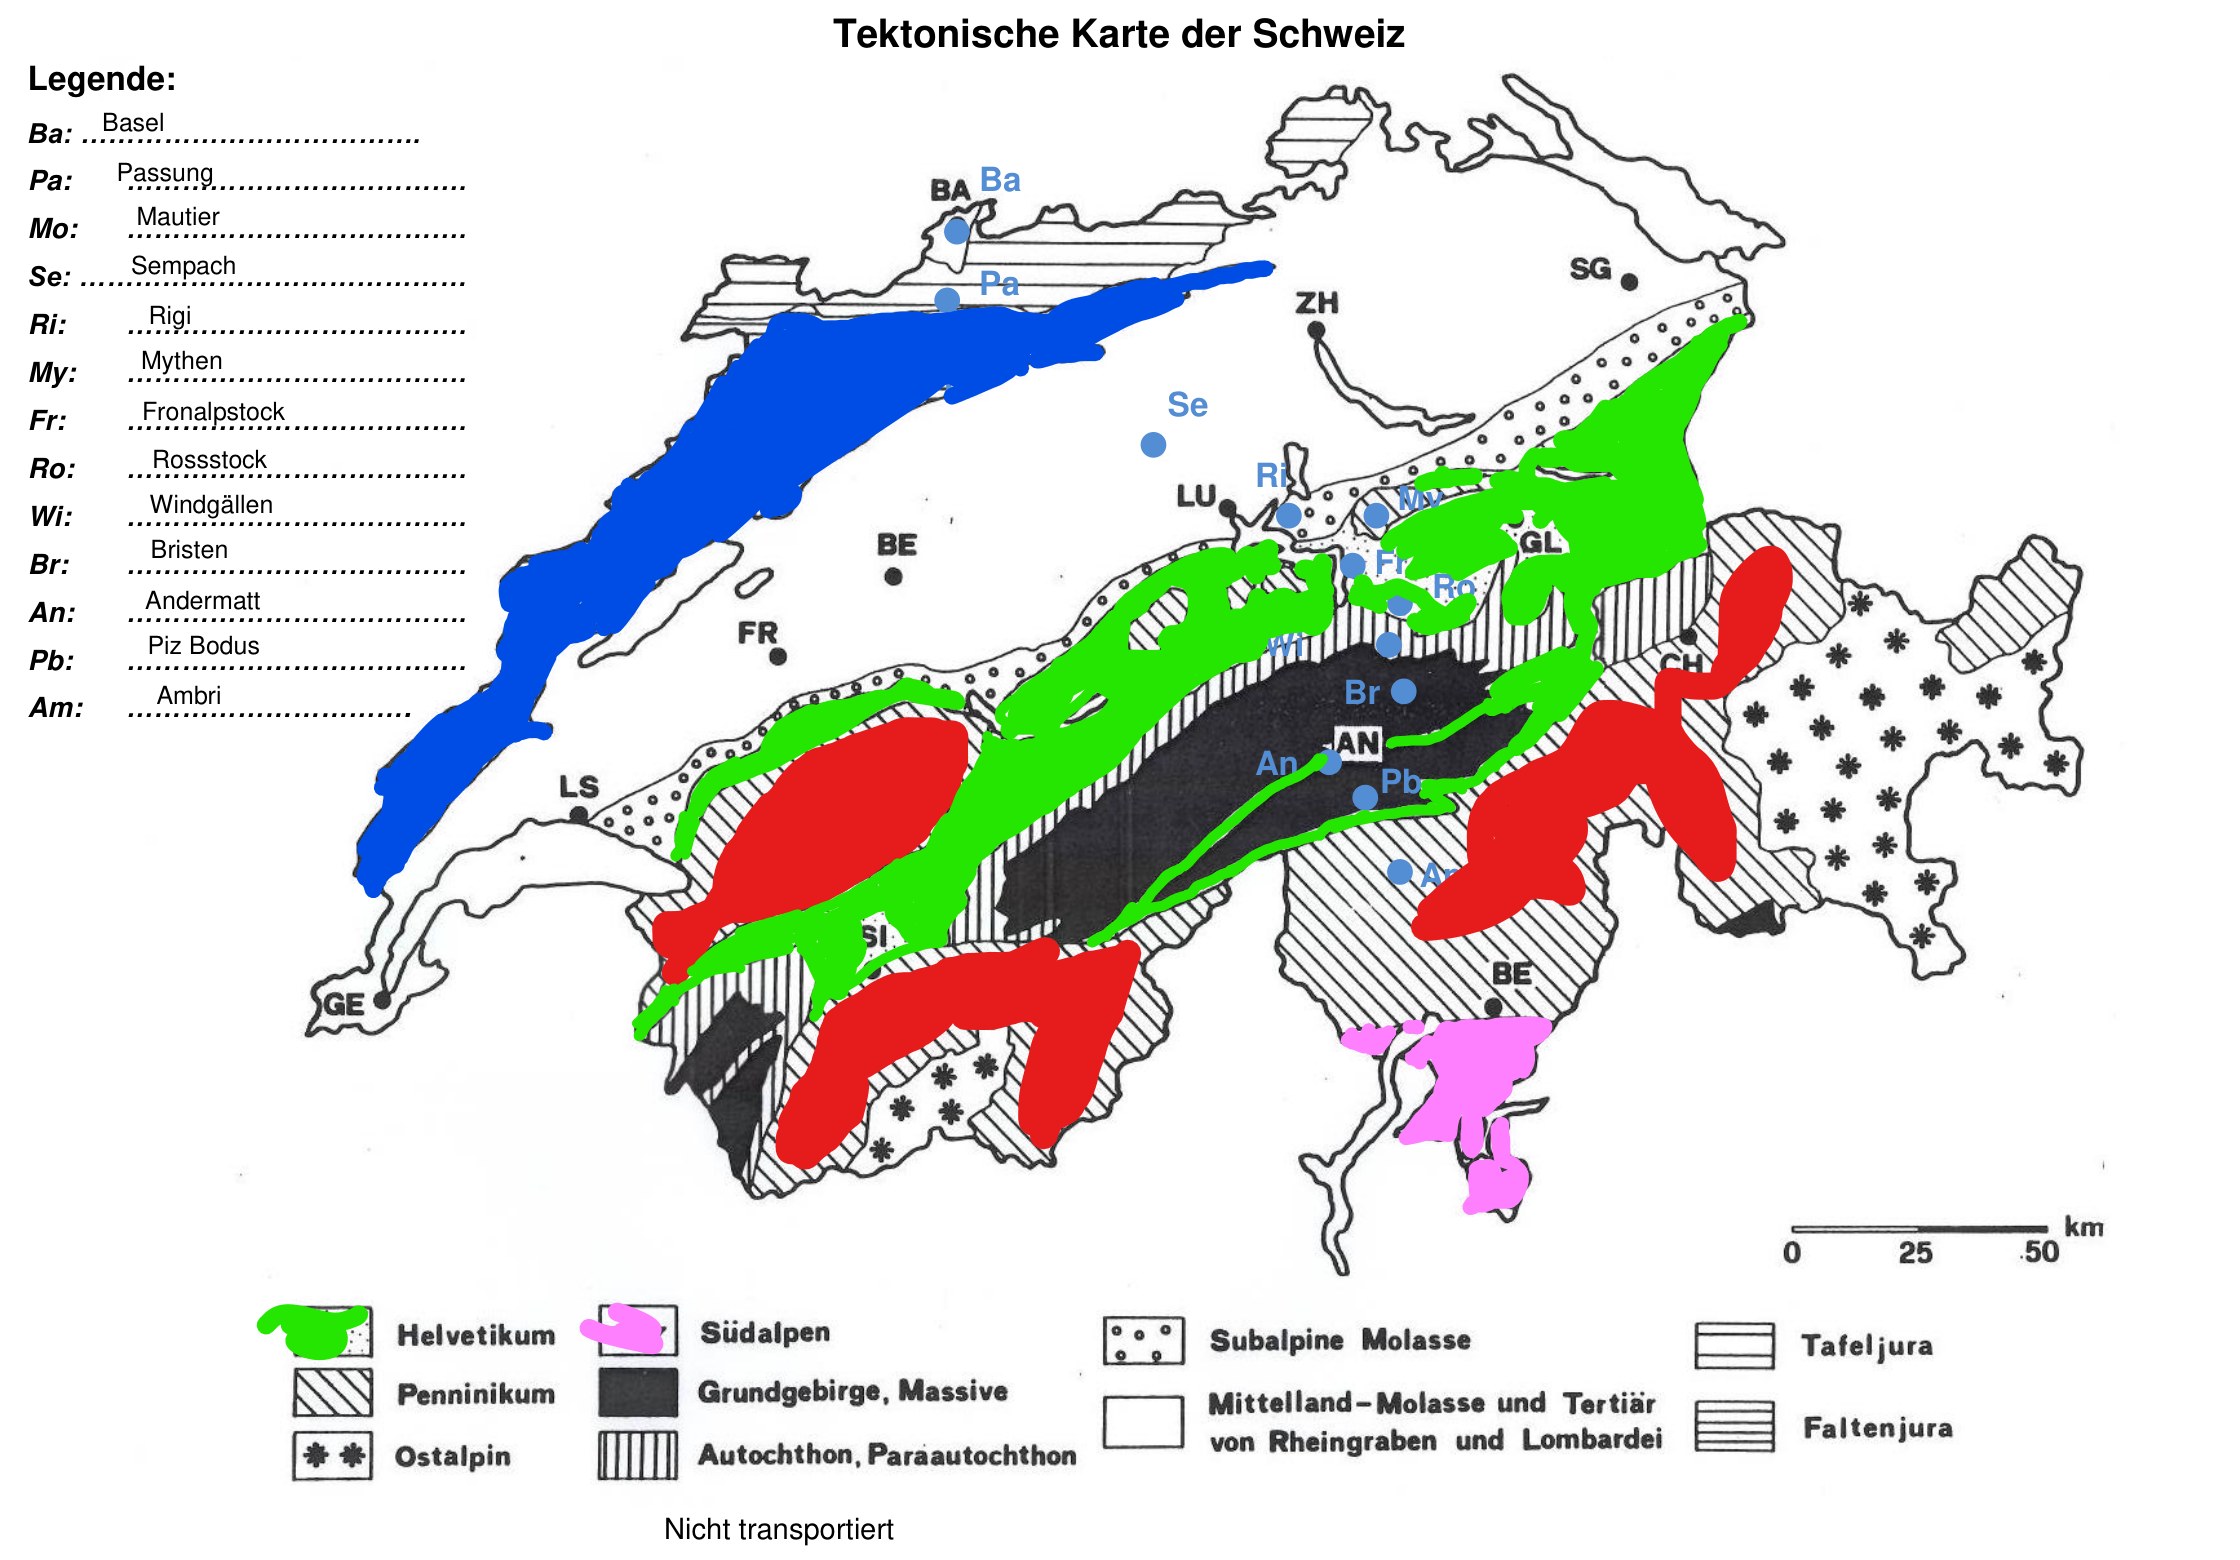 Tektonische Karte der Schweiz
Legende:
Ba: Basel
Pa: Passung
Mo: Mautier
Se: Sempach
Ri: Rigi
My: Mythen
Fr: Fronalpstock
Ro: Rossstock
Wi: Windgällen
Br: Bristen
An: Andermatt
Pb: Piz Bodus
Am: Ambri
BA Ba
Pa
SG
ZH
Se
Ri
LU
My
BE
GL
Fr
Ro
FR
Wi
CH
Br
AN
An
Pb
LS
SI
BE
GE
km
0 25 50
Helvetikum
Südalpen
Subalpine Molasse
Tafeljura
Penninikum
Grundgebirge, Massive
Mittelland-Molasse und Tertiär
von Rheingraben und Lombardei
Faltenjura
Ostalpin
Autochthon, Paraautochthon
Nicht transportiert